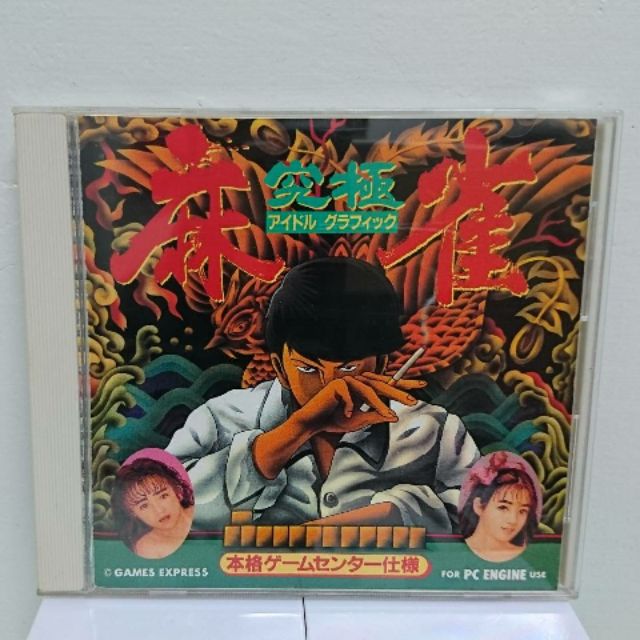 究極
麻雀
アイドル グラフィック
本格ゲームセンター仕様
© GAMES EXPRESS
FOR PC ENGINE USE